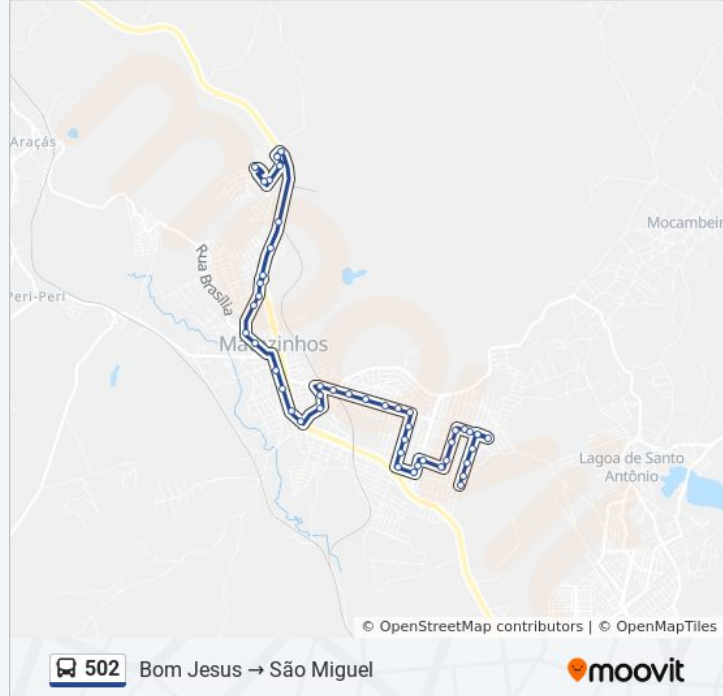 Araçás
Mocambeir
Rua Brasília
Peri-Peri
Matozinhos
Lagoa de Santo
Antônio
© OpenStreetMap contributors | © OpenMapTiles
502 Bom Jesus → São Miguel
moovit